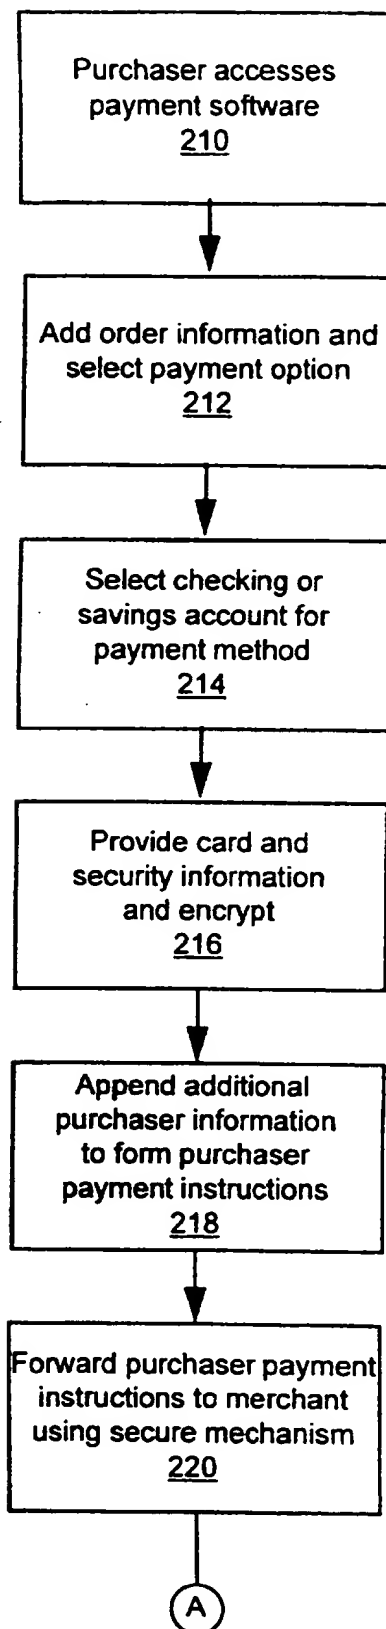 Purchaser accesses
payment software
210
Add order information and
select payment option
212
Select checking or
savings account for
payment method
214
Provide card and
security information
and encrypt
216
Append additional
purchaser information
to form purchaser
payment instructions
218
Forward purchaser payment
instructions to merchant
using secure mechanism
220
A